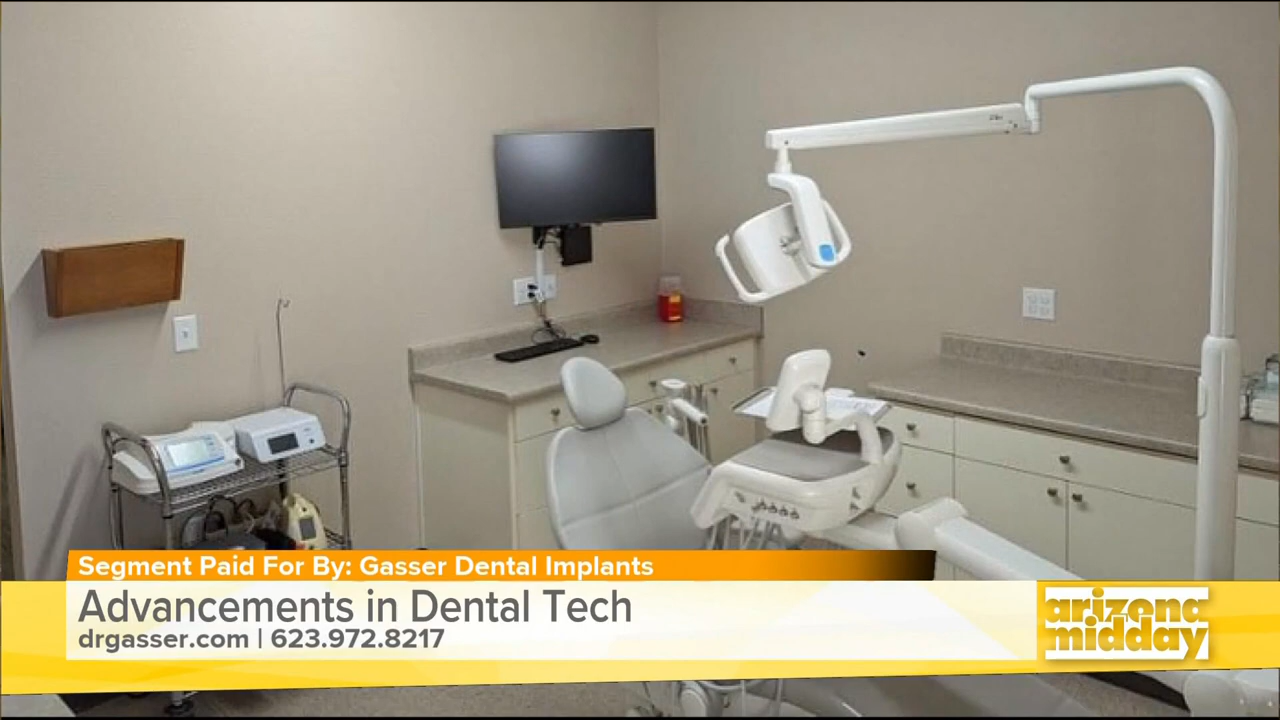 Segment Paid For By: Gasser Dental Implants
Advancements in Dental Tech
drgasser.com | 623.972.8217
arizona
midday